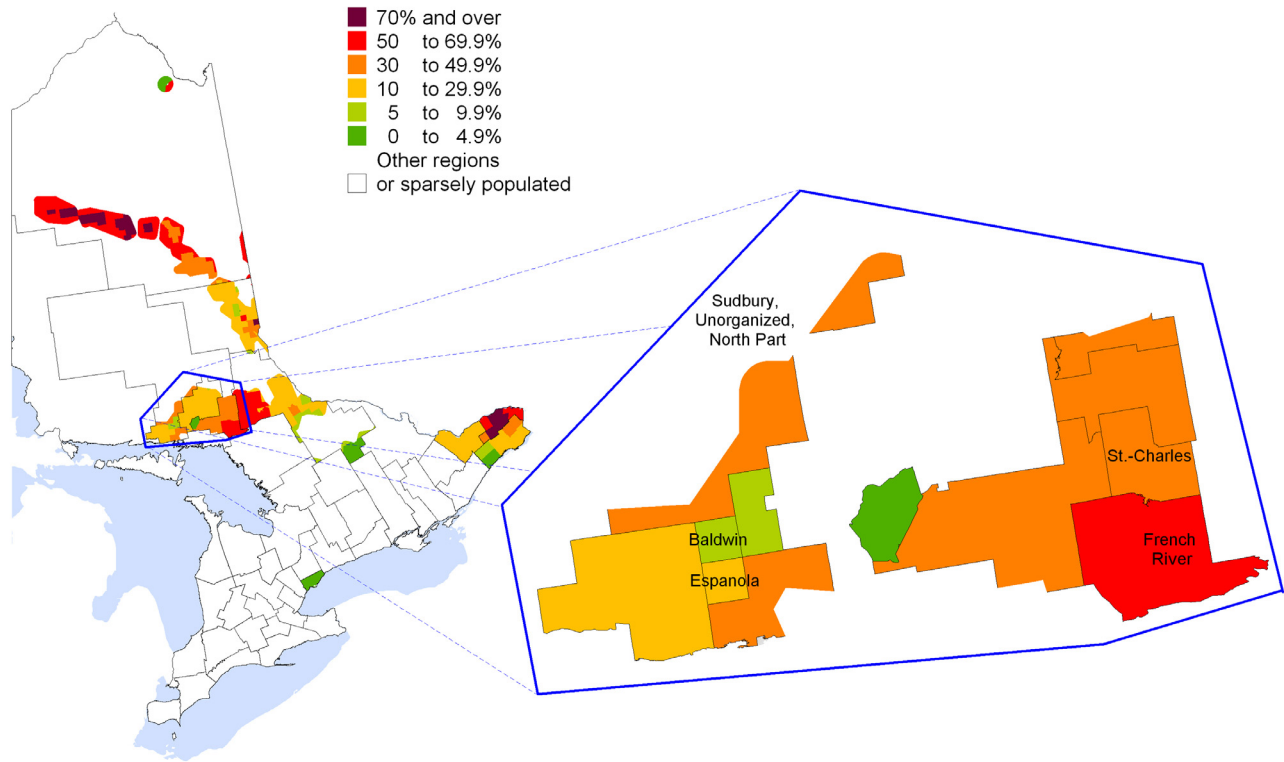 70% and over
50 to 69.9%
30 to 49.9%
10 to 29.9%
5 to 9.9%
0 to 4.9%
Other regions
or sparsely populated
Sudbury,
Unorganized,
North Part
St.-Charles
Baldwin
French
River
Espanola